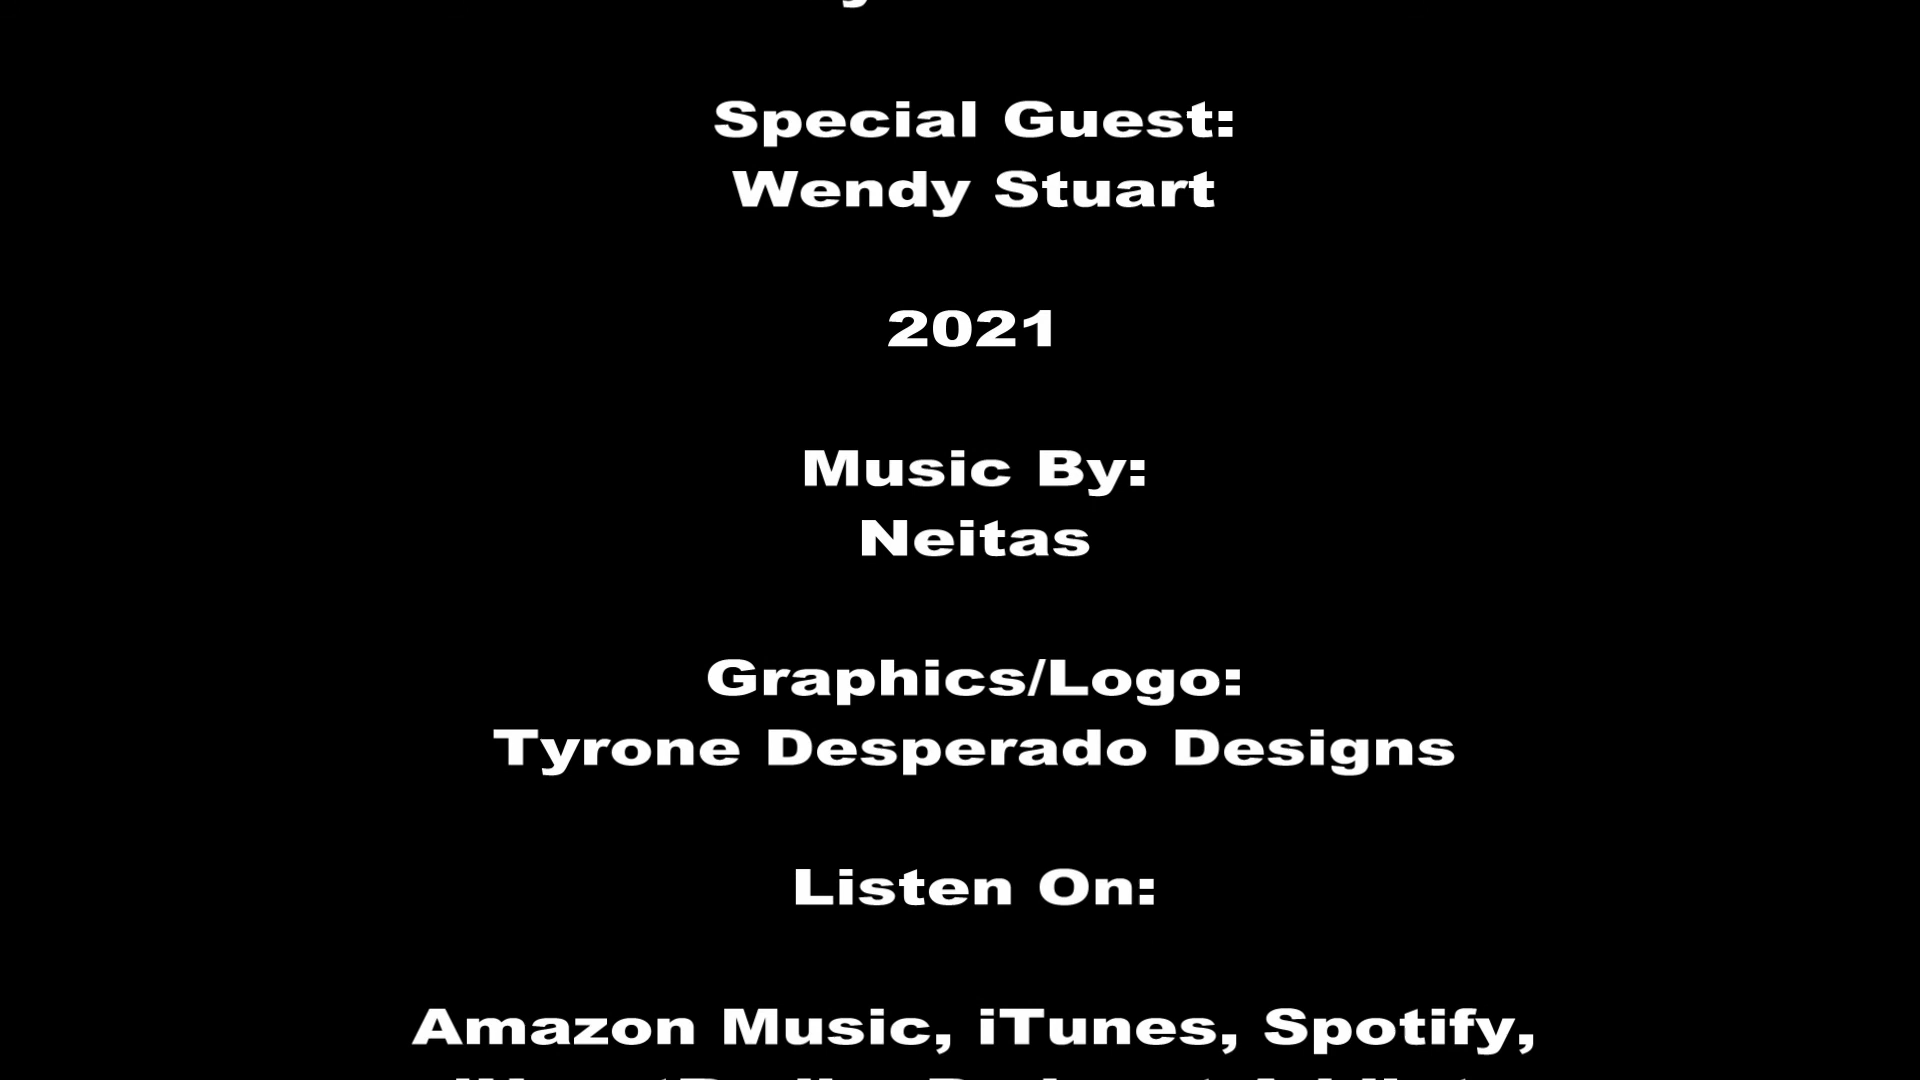 Special Guest:
Wendy Stuart
2021
Music By:
Neitas
Graphics/Logo:
Tyrone Desperado Designs
Listen On:
Amazon Music, iTunes, Spotify,